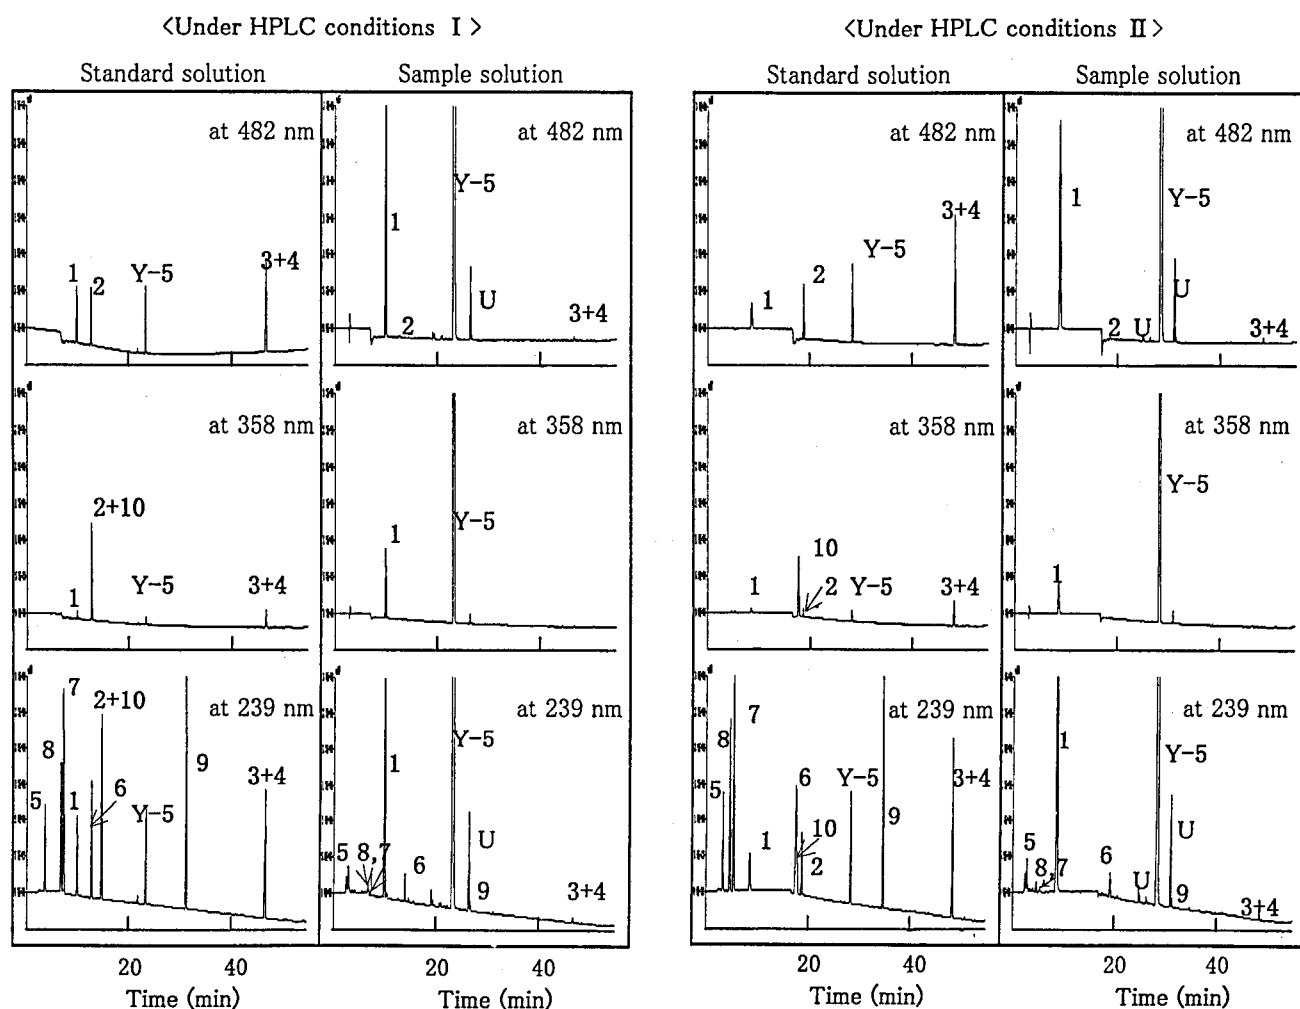 <Under HPLC conditions Ⅰ>
<Under HPLC conditions Ⅱ>
Standard solution
Sample solution
Standard solution
Sample solution
at 482 nm
1
2
Y-5
3+4
at 482 nm
1
2
Y-5
U
3+4
at 482 nm
1
2
Y-5
3+4
at 482 nm
1
2
U
Y-5
U
3+4
at 358 nm
1
2+10
Y-5
3+4
at 358 nm
1
Y-5
at 358 nm
1
10
2
Y-5
3+4
at 358 nm
1
Y-5
at 239 nm
5
8
7
1
2+10
6
Y-5
9
3+4
at 239 nm
5
8,7
1
6
Y-5
U
9
3+4
at 239 nm
5
8
7
1
6
10
2
Y-5
9
3+4
at 239 nm
5
8,7
1
6
U
Y-5
U
9
3+4
20 40
20 40
20 40
20 40
Time (min)
Time (min)
Time (min)
Time (min)